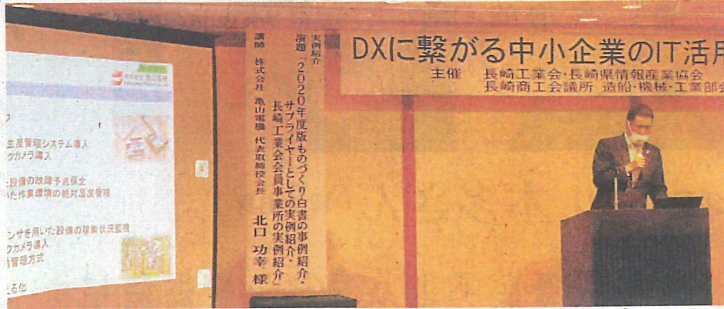 DXに繋がる中小企業のIT活用
主催 長崎工業会・長崎県情報産業協会
長崎商工会議所 造船・機械・工業部会
実例紹介
演題 「2020年度版ものづくり白書の事例紹介・
サプライヤーとしての実例紹介・
長崎工業会会員事業所の実例紹介」
講師 株式会社 亀山電機 代表取締役会長 北口 功幸 様
生産管理システム導入
クカメラ導入
設備の故障予兆保全
た作業環境の絶対湿度管理
ンサを用いた設備の稼働状況監視
クカメラ導入
管理方式
える化